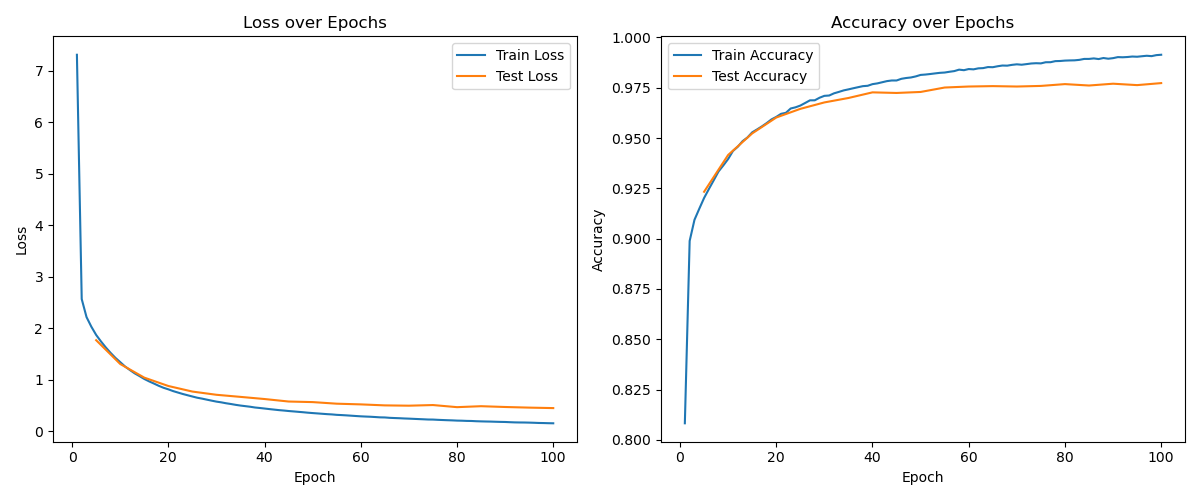 Loss over Epochs
Train Loss
Test Loss
7
6
5
4
3
2
1
0
Loss
0 20 40 60 80 100
Epoch
Accuracy over Epochs
Train Accuracy
Test Accuracy
1.000
0.975
0.950
0.925
0.900
0.875
0.850
0.825
0.800
Accuracy
0 20 40 60 80 100
Epoch